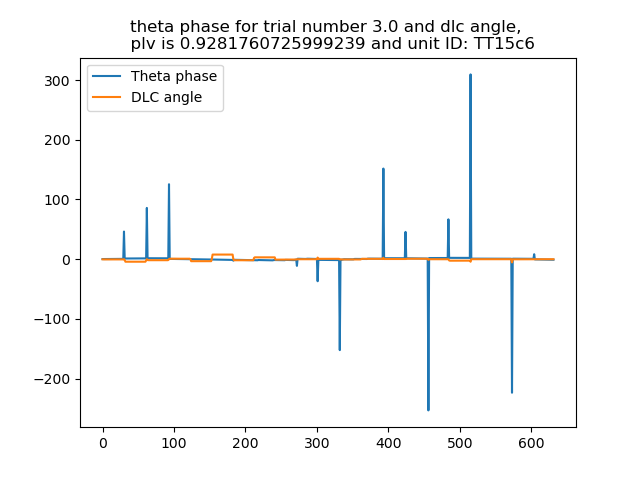 theta phase for trial number 3.0 and dlc angle,
plv is 0.9281760725999239 and unit ID: TT15c6
Theta phase
DLC angle
300
200
100
0
−100
−200
0 100 200 300 400 500 600